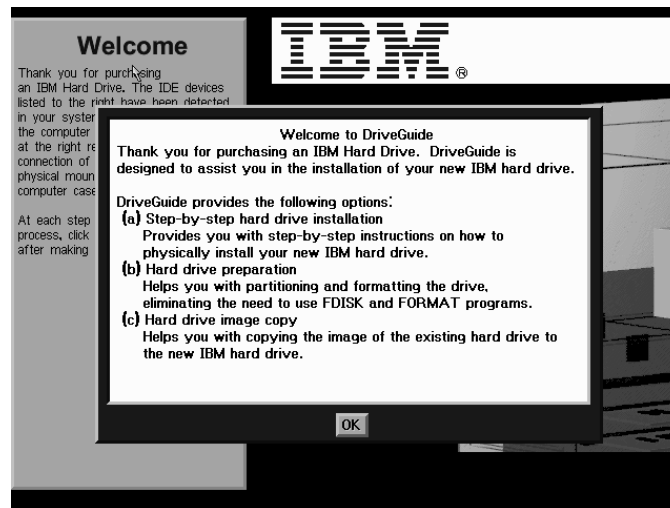 Welcome
Thank you for purchasing
an IBM Hard Drive. The IDE devices
listed to the right have been detected
in your
the computer
at the right
connection of
physical
computer case
At each step
process, click
after making
IBM®
Welcome to DriveGuide
Thank you for purchasing an IBM Hard Drive. DriveGuide is
designed to assist you in the installation of your new IBM hard drive.
DriveGuide provides the following options:
(a) Step-by-step hard drive installation
Provides you with step-by-step instructions on how to
physically install your new IBM hard drive.
(b) Hard drive preparation
Helps you with partitioning and formatting the drive,
eliminating the need to use FDISK and FORMAT programs.
(c) Hard drive image copy
Helps you with copying the image of the existing hard drive to
the new IBM hard drive.
OK